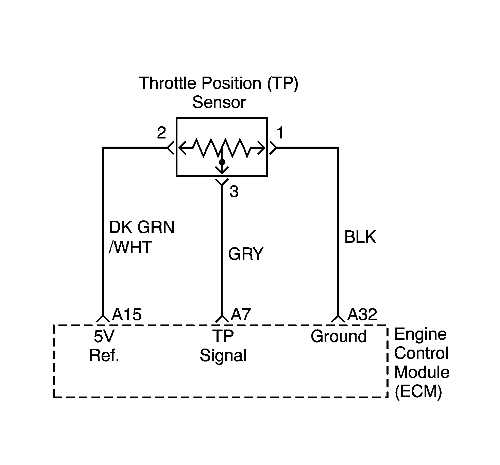 Throttle Position (TP)
Sensor
2
1
3
DK GRN
/WHT
GRY
BLK
A15
A7
A32
5V
Ref.
TP
Signal
Ground
Engine
Control
Module
(ECM)